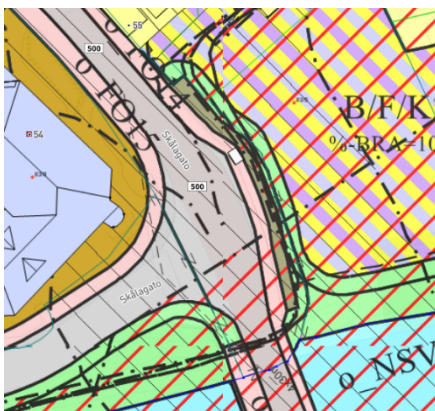 55
500
o_FO14
o_FO15
Skålagato
54
B/F/K
%-BRA=10
500
Skålagato
o_NSV